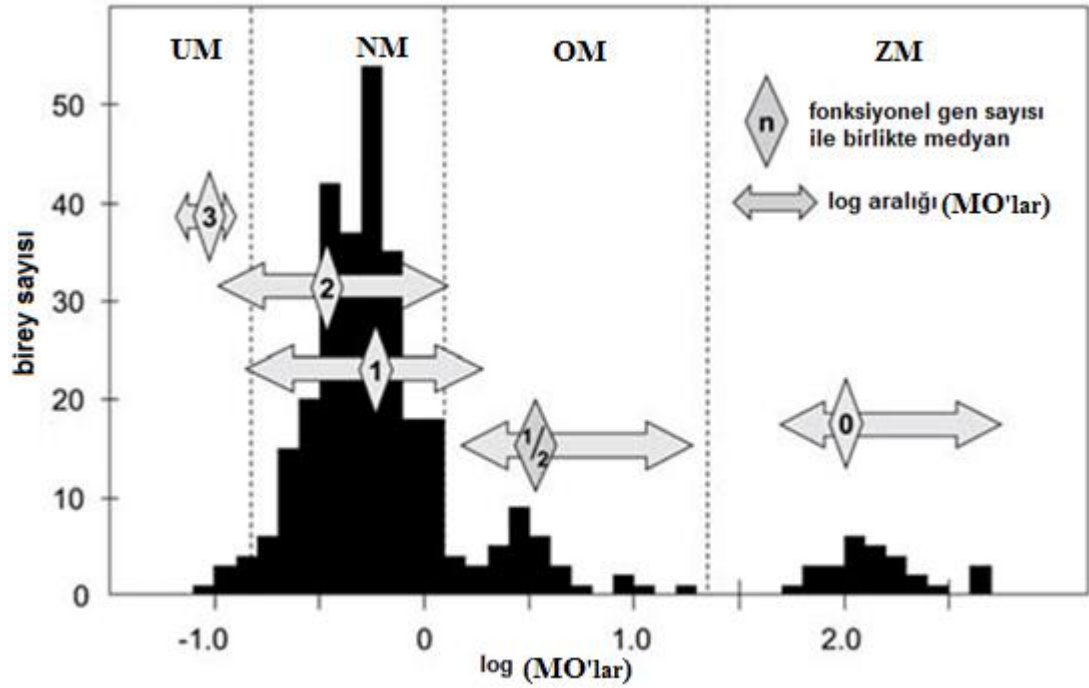 UM NM OM ZM
n fonksiyonel gen sayısı
ile birlikte medyan
log aralığı (MO'lar)
birey sayısı
50
40
30
20
10
0
3
2
1
1/2
0
-1.0 0 1.0 2.0
log (MO'lar)